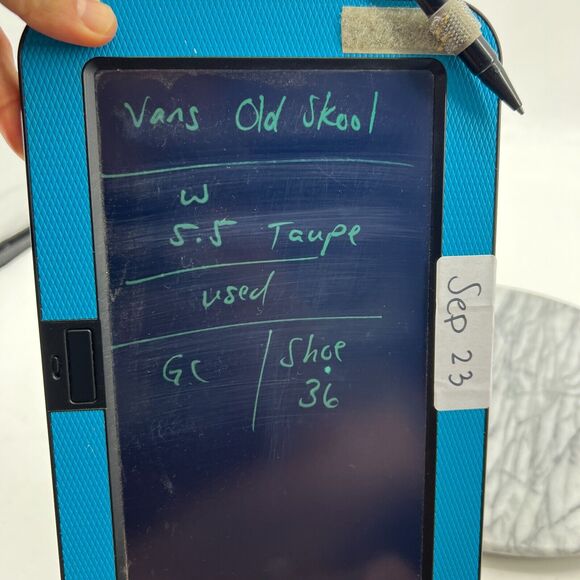 Vans Old Skool
W
5.5 Taupe
used
GC
Shoe
36
Sep 23